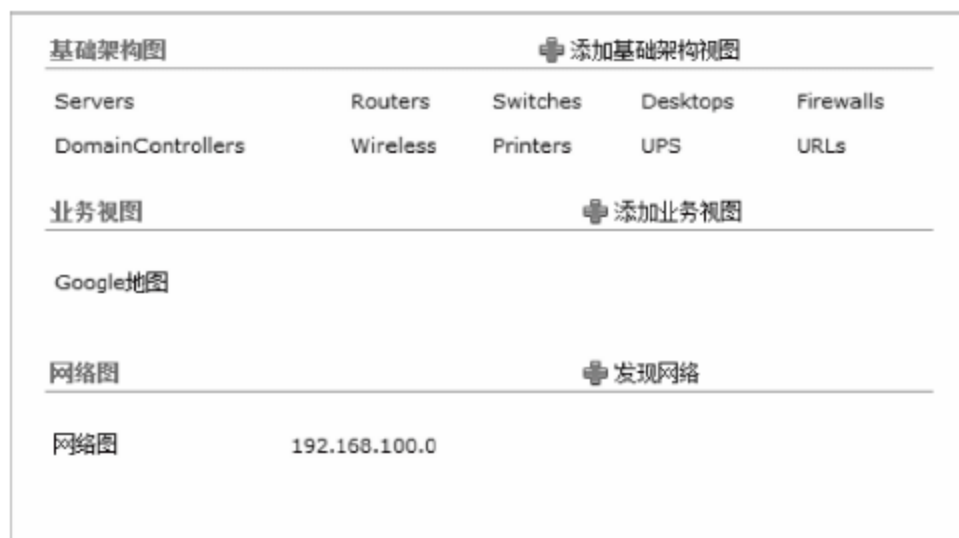 基础架构图 添加基础架构视图
Servers Routers Switches Desktops Firewalls
DomainControllers Wireless Printers UPS URLs
业务视图 添加业务视图
Google地图
网络图 发现网络
网络图 192.168.100.0